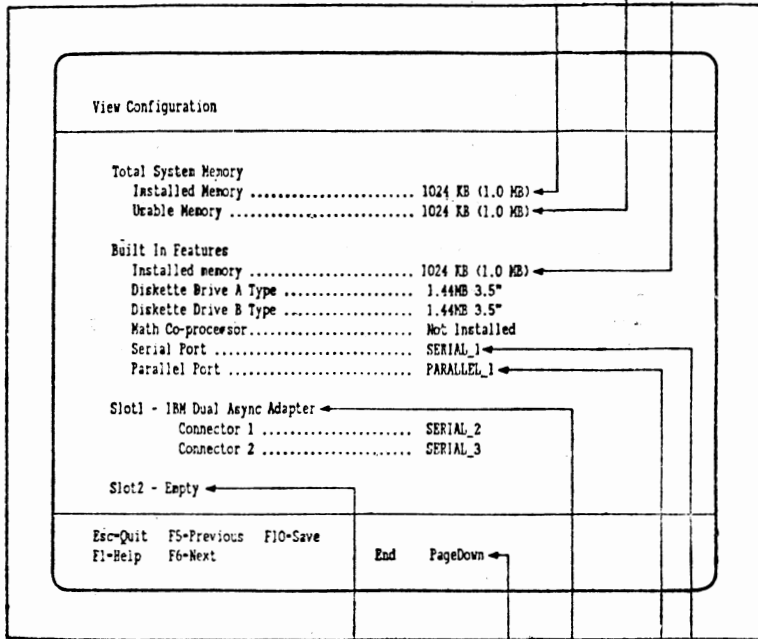 View Configuration
Total System Memory
Installed Memory ........................ 1024 KB (1.0 MB)
Usable Memory ........................... 1024 KB (1.0 MB)
Built In Features
Installed memory ........................ 1024 KB (1.0 MB)
Diskette Drive A Type ................... 1.44MB 3.5"
Diskette Drive B Type ................... 1.44MB 3.5"
Math Co-processor........................ Not Installed
Serial Port ............................. SERIAL_1
Parallel Port ........................... PARALLEL_1
Slot1 - IBM Dual Async Adapter
Connector 1 ...................... SERIAL_2
Connector 2 ...................... SERIAL_3
Slot2 - Empty
Esc=Quit F5=Previous F10=Save
F1=Help F6=Next End PageDown